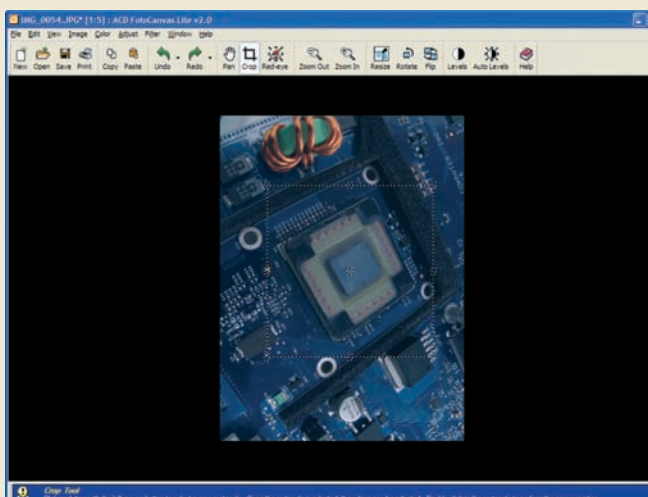 IMG_0054.JPG* [1:5] : ACD FotoCanvas Lite v2.0
File Edit View Image Color Adjust Filter Window Help
New Open Save Print Copy Paste Undo Redo Pan Crop Red-eye Zoom Out Zoom In Resize Rotate Flip Levels Auto Levels Help
Crop Tool